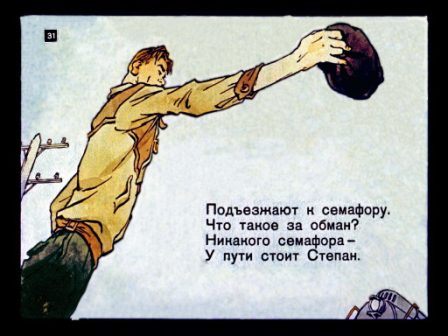 31
Подъезжают к семафору.
Что такое за обман?
Никакого семафора –
У пути стоит Степан.